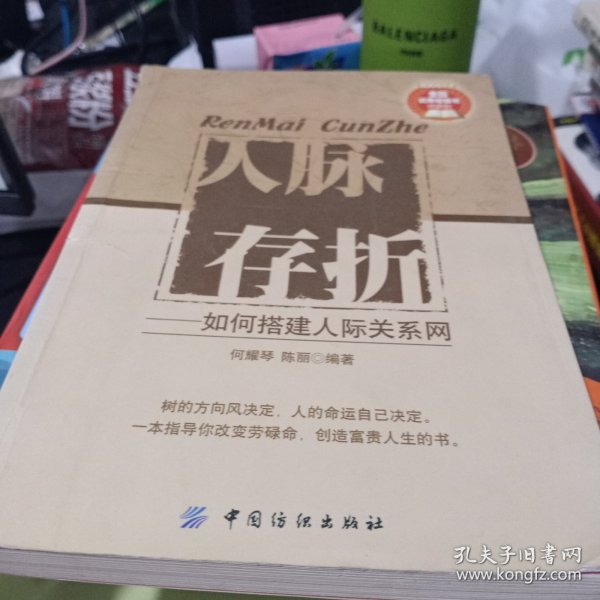 BALENCIAGA
RenMai CunZhe
人脉
存折
——如何搭建人际关系网
何耀琴 陈丽◎编著
树的方向风决定，人的命运自己决定。
一本指导你改变劳碌命，创造富贵人生的书。
中国纺织出版社
孔夫子旧书网
www.kongfz.com